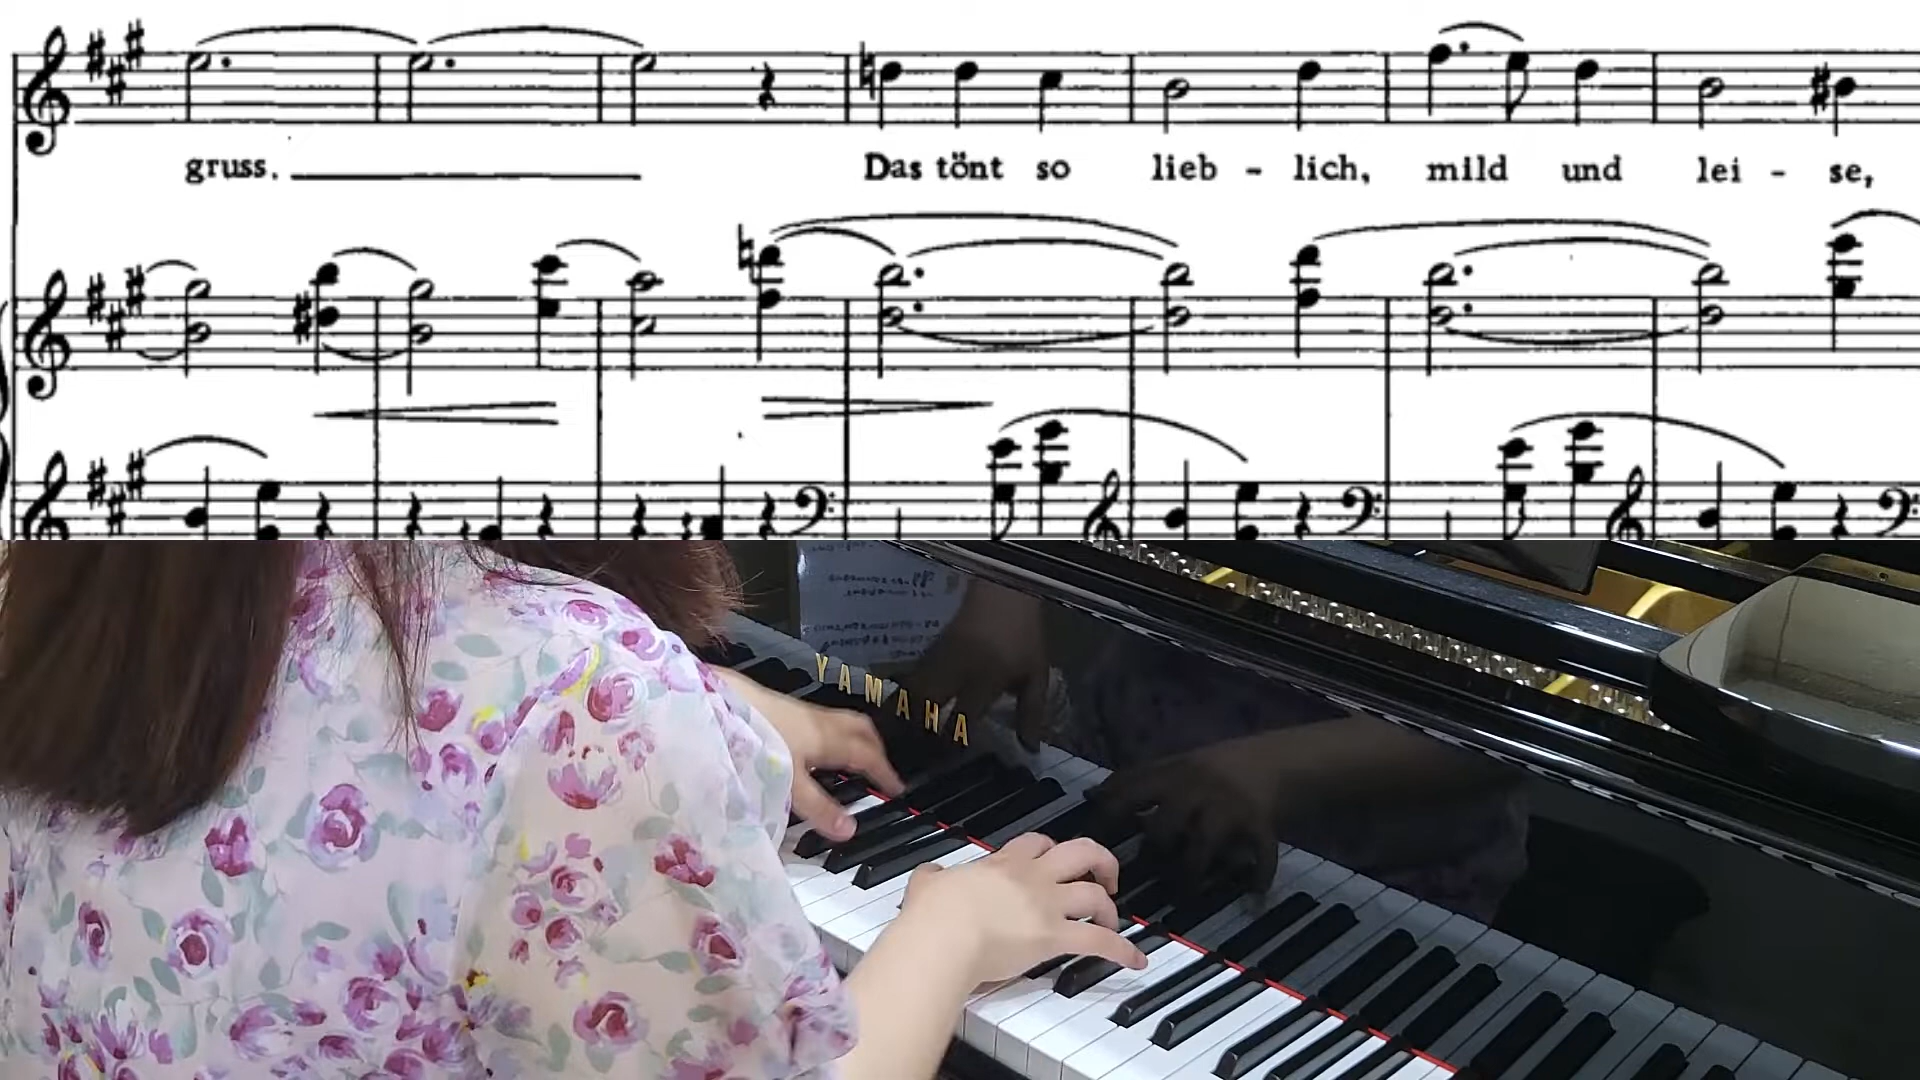 gruss. Das tönt so lieb - lich, mild und lei - se,
YAMAHA